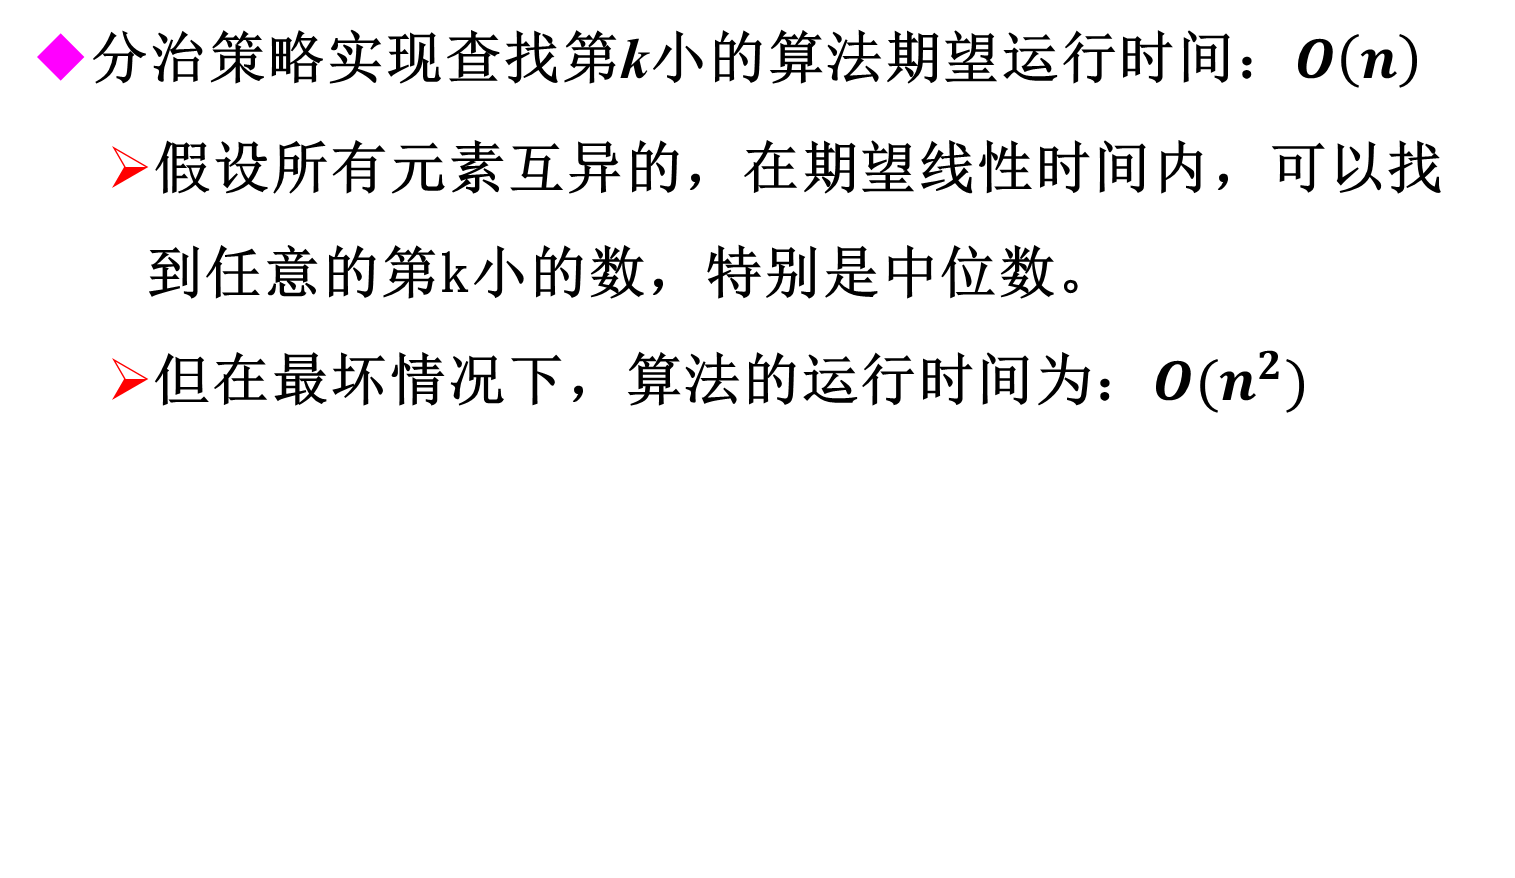 分治策略实现查找第k小的算法期望运行时间：O(n)
假设所有元素互异的，在期望线性时间内，可以找
到任意的第k小的数，特别是中位数。
但在最坏情况下，算法的运行时间为：O(n²)